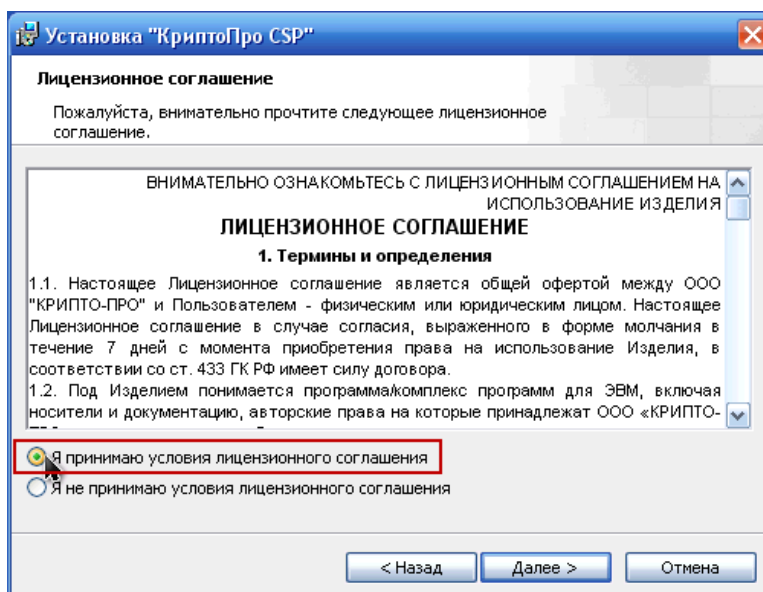 Установка "КриптоПро CSP"
Лицензионное соглашение
Пожалуйста, внимательно прочтите следующее лицензионное
соглашение.
ВНИМАТЕЛЬНО ОЗНАКОМЬТЕСЬ С ЛИЦЕНЗИОННЫМ СОГЛАШЕНИЕМ НА
ИСПОЛЬЗОВАНИЕ ИЗДЕЛИЯ
ЛИЦЕНЗИОННОЕ СОГЛАШЕНИЕ
1. Термины и определения
1.1. Настоящее Лицензионное соглашение является общей офертой между ООО
"КРИПТО-ПРО" и Пользователем - физическим или юридическим лицом. Настоящее
Лицензионное соглашение в случае согласия, выраженного в форме молчания в
течение 7 дней с момента приобретения права на использование Изделия, в
соответствии со ст. 433 ГК РФ имеет силу договора.
1.2. Под Изделием понимается программа/комплекс программ для ЭВМ, включая
носители и документацию, авторские права на которые принадлежат ООО «КРИПТО-
Я принимаю условия лицензионного соглашения
Я не принимаю условия лицензионного соглашения
< Назад
Далее >
Отмена